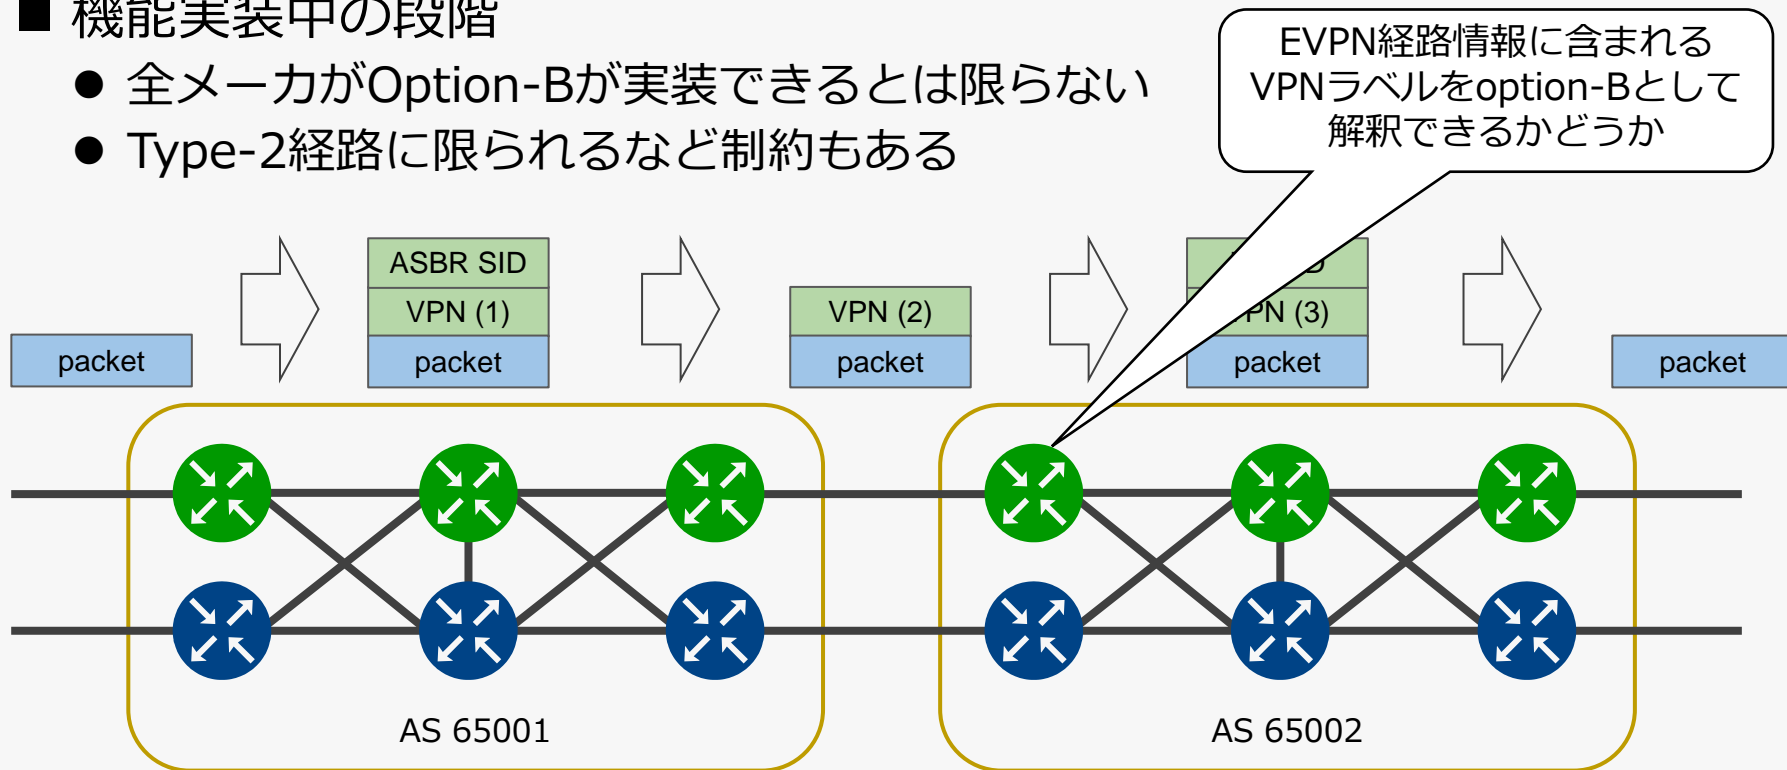 ■ 機能実装中の段階
● 全メーカがOption-Bが実装できるとは限らない
● Type-2経路に限られるなど制約もある
EVPN経路情報に含まれる
VPNラベルをoption-Bとして
解釈できるかどうか
ASBR SID
VPN (1)
packet
packet
VPN (2)
packet
PN (3)
packet
packet
AS 65001
AS 65002